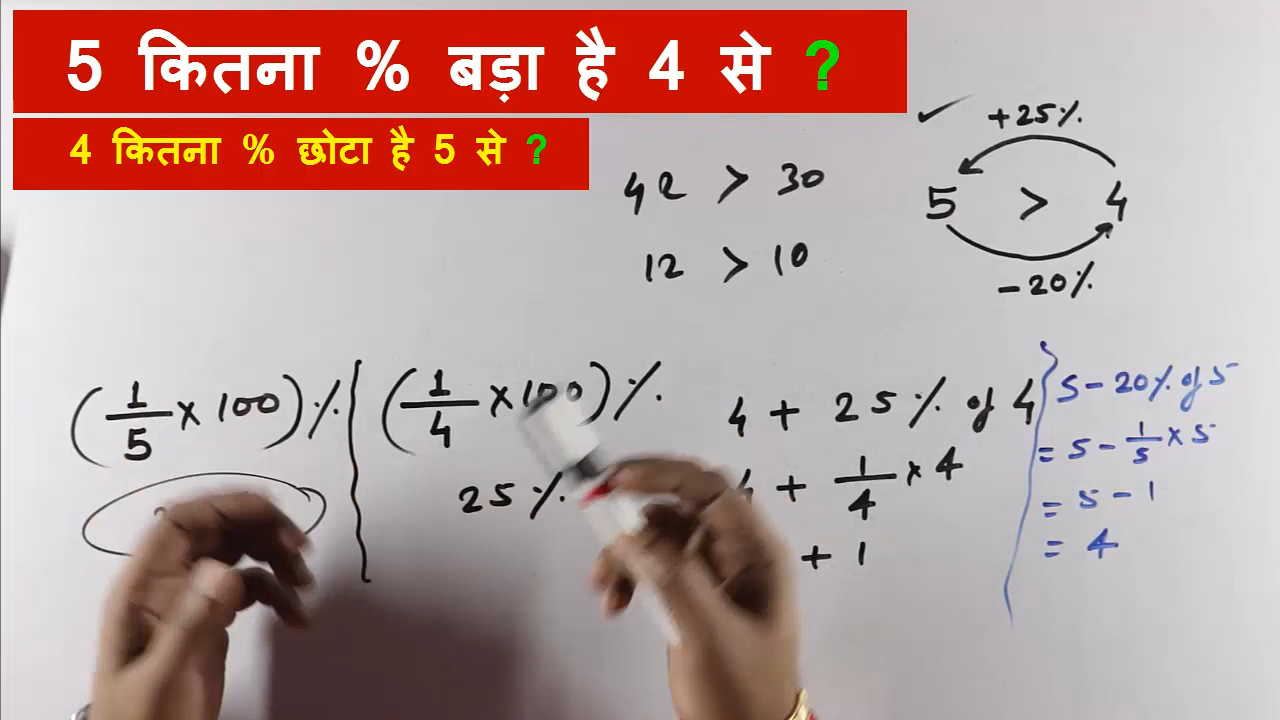 5 कितना % बड़ा है 4 से ?
4 कितना % छोटा है 5 से ?
+25%
42 > 30
5 > 4
12 > 10
-20%
(1/5 × 100)%
(1/4 × 100)%
25%
4 + 25% of 4
+ 1/4 × 4
+ 1
5 - 20% of 5
= 5 - 1/5 × 5
= 5 - 1
= 4